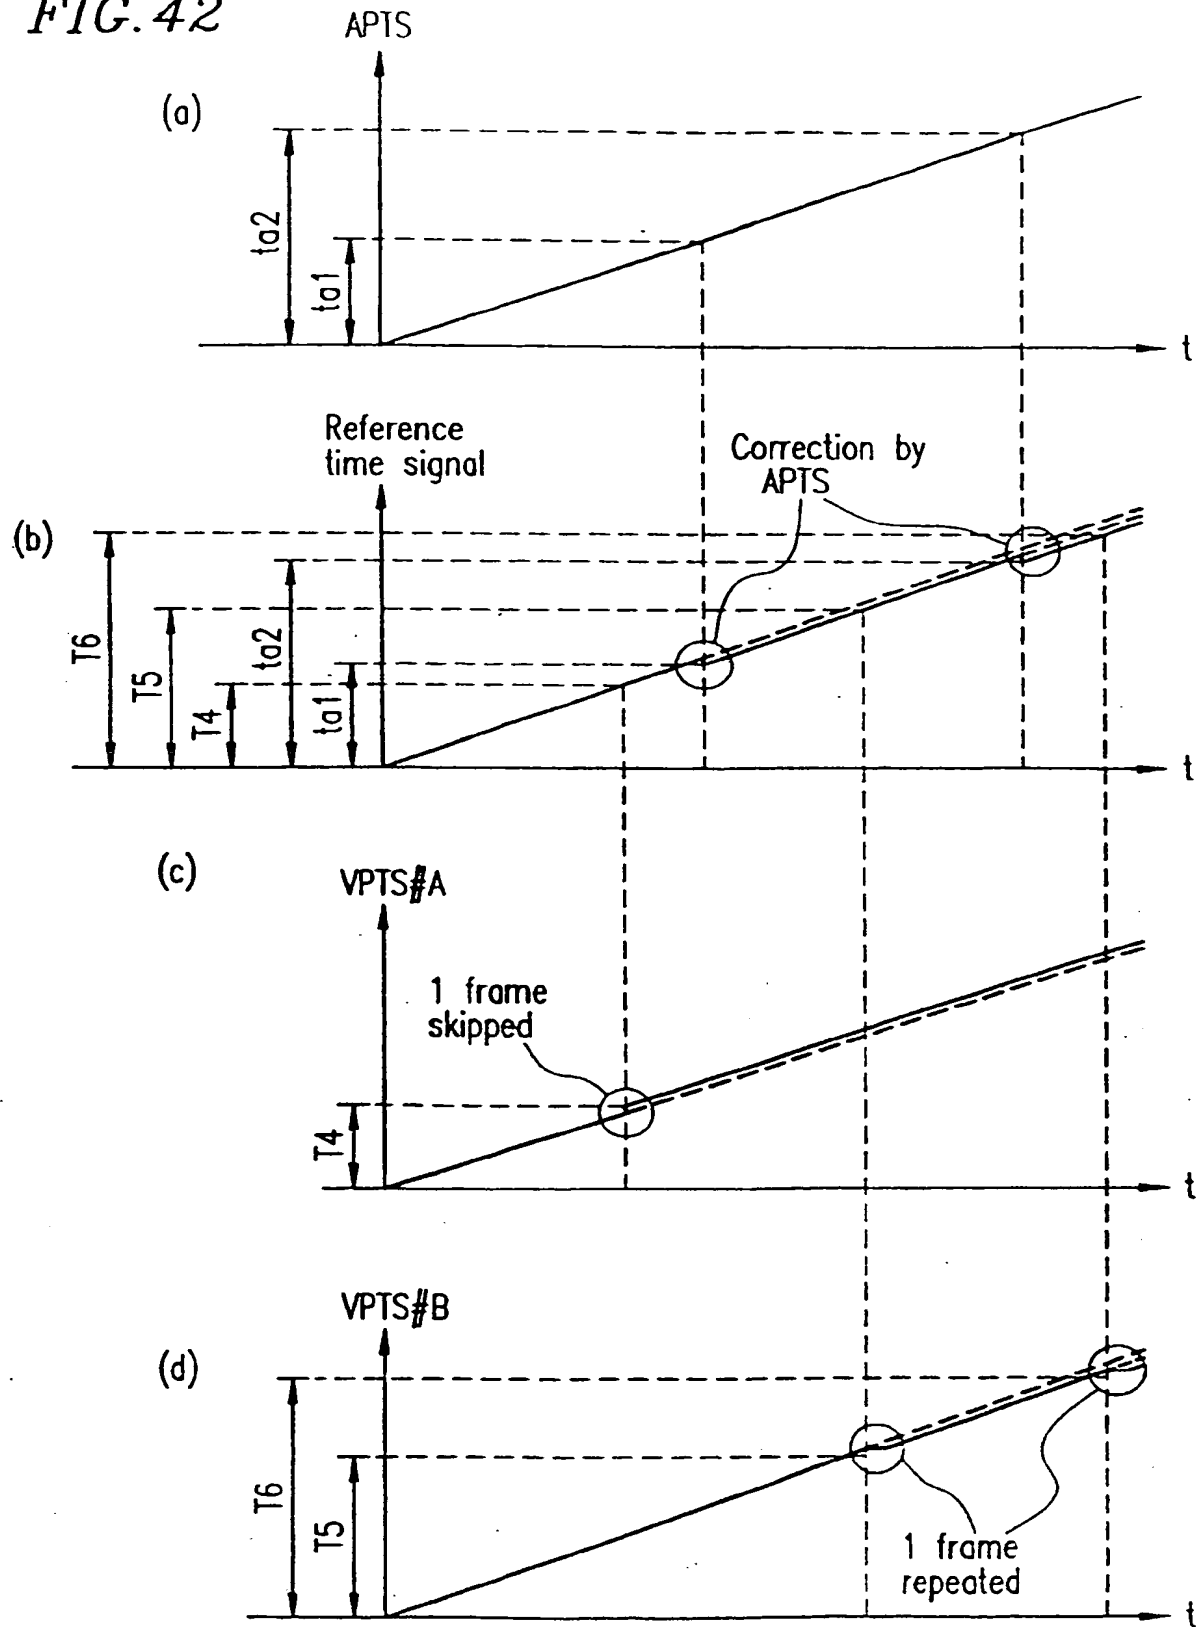 FIG. 42
APTS
(a)
ta2
ta1
t
Reference
time signal
Correction by
APTS
(b)
T6
T5
T4
ta2
ta1
t
(c)
VPTS#A
1 frame
skipped
T4
t
VPTS#B
(d)
T6
T5
1 frame
repeated
t